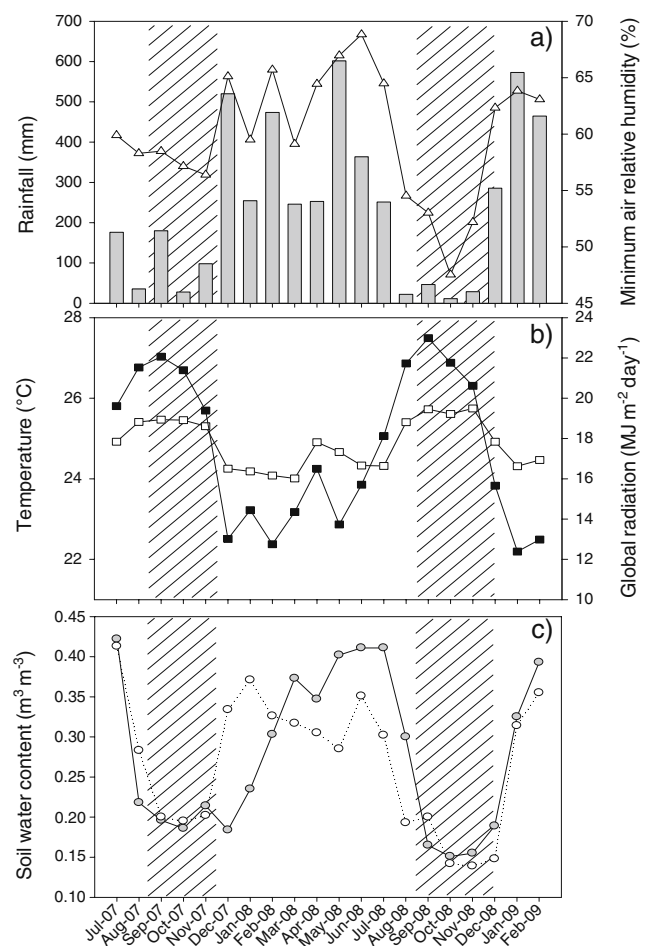 a)
700
600
500
400
300
200
100
0
Rainfall (mm)
70
65
60
55
50
45
Minimum air relative humidity (%)
b)
28
26
24
22
Temperature (°C)
24
22
20
18
16
14
12
10
Global radiation (MJ m⁻² day⁻¹)
c)
0.45
0.40
0.35
0.30
0.20
0.15
0.10
Soil water content (m³ m⁻³)
Jul-07
Aug-07
Sep-07
Oct-07
Nov-07
Dec-07
Jan-08
Feb-08
Mar-08
Apr-08
May-08
Jun-08
Jul-08
Aug-08
Sep-08
Oct-08
Nov-08
Dec-08
Jan-09
Feb-09